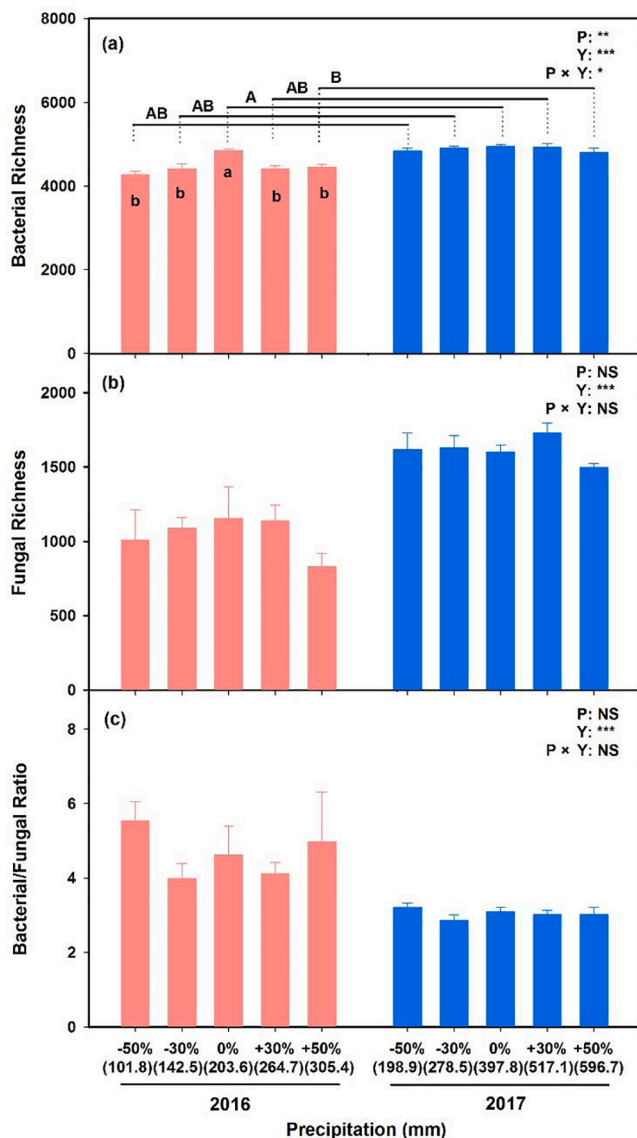 8000
(a)
P: **
Y: ***
P × Y: *
B
AB
A
AB
AB
6000
4000
2000
0
b
b
a
b
b
Bacterial Richness
(b)
P: NS
Y: ***
P × Y: NS
2000
1500
1000
500
0
Fungal Richness
(c)
P: NS
Y: ***
P × Y: NS
8
6
4
2
0
Bacterial/Fungal Ratio
-50% -30% 0% +30% +50% -50% -30% 0% +30% +50%
(101.8)(142.5)(203.6)(264.7)(305.4) (198.9)(278.5)(397.8)(517.1)(596.7)
2016 2017
Precipitation (mm)